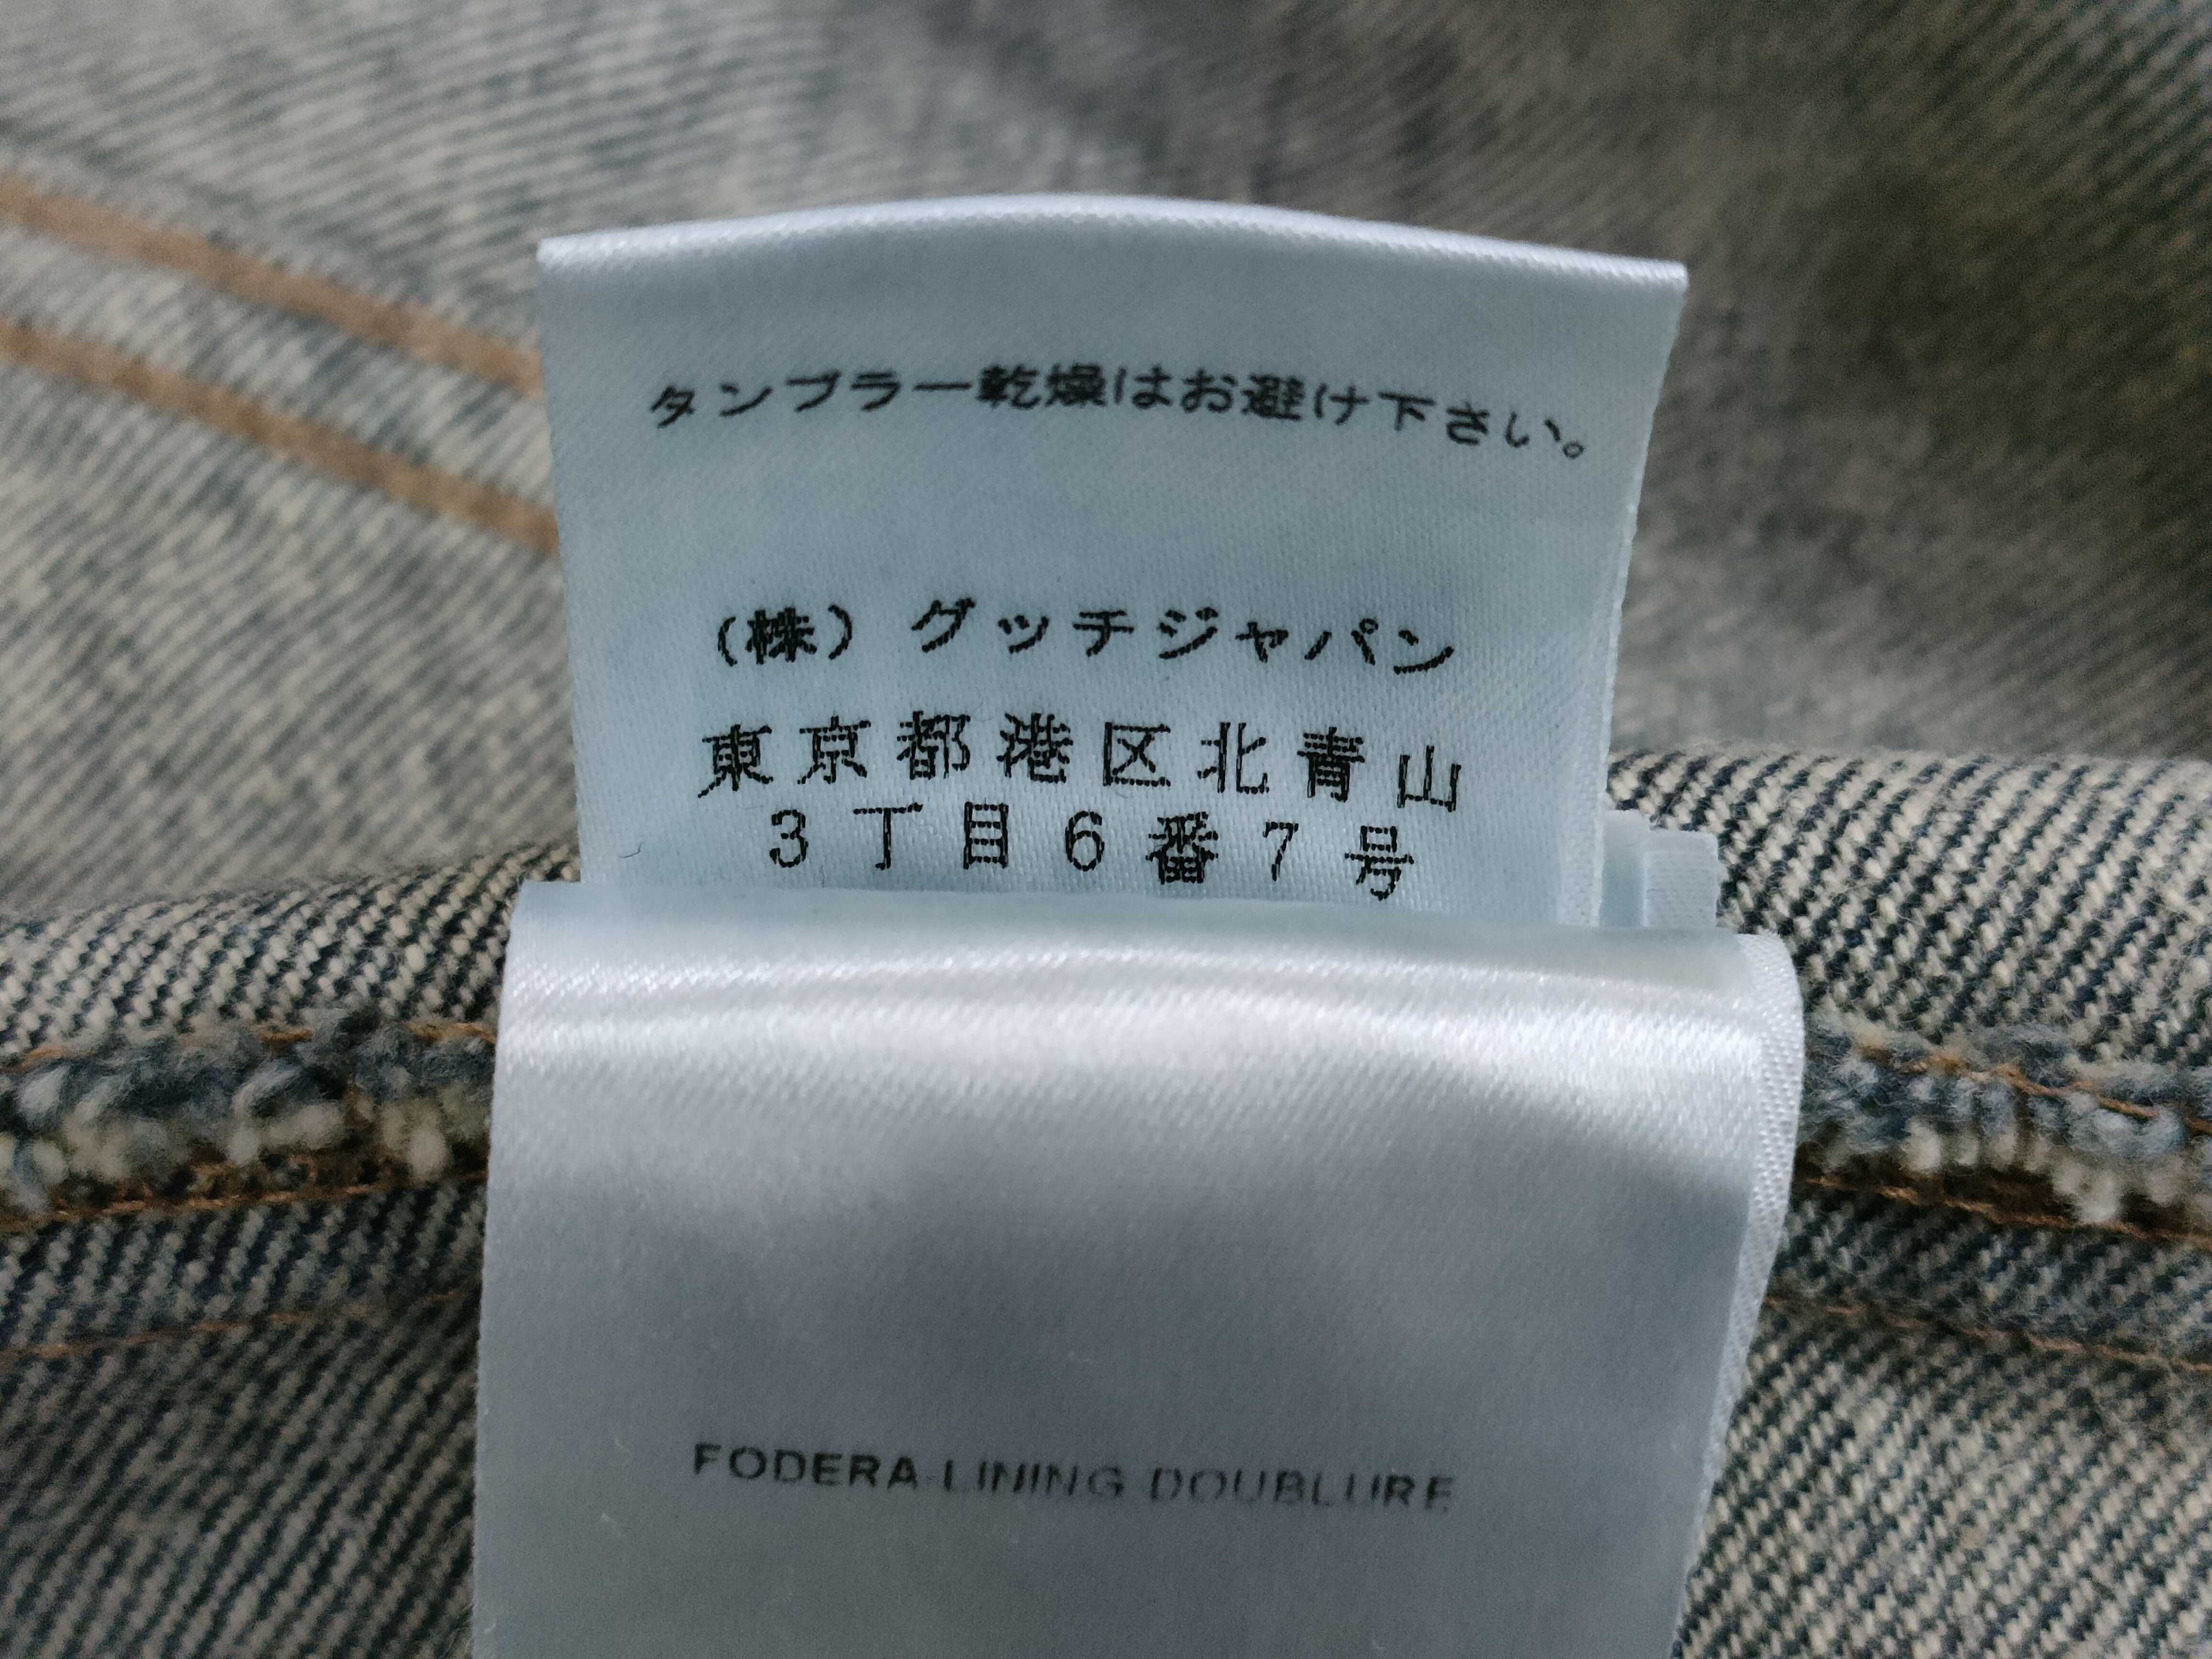 タンブラー乾燥はお避け下さい。
(株) グッチジャパン
東京都港区北青山
3丁目6番7号
FODERA LINING DOUBLURE